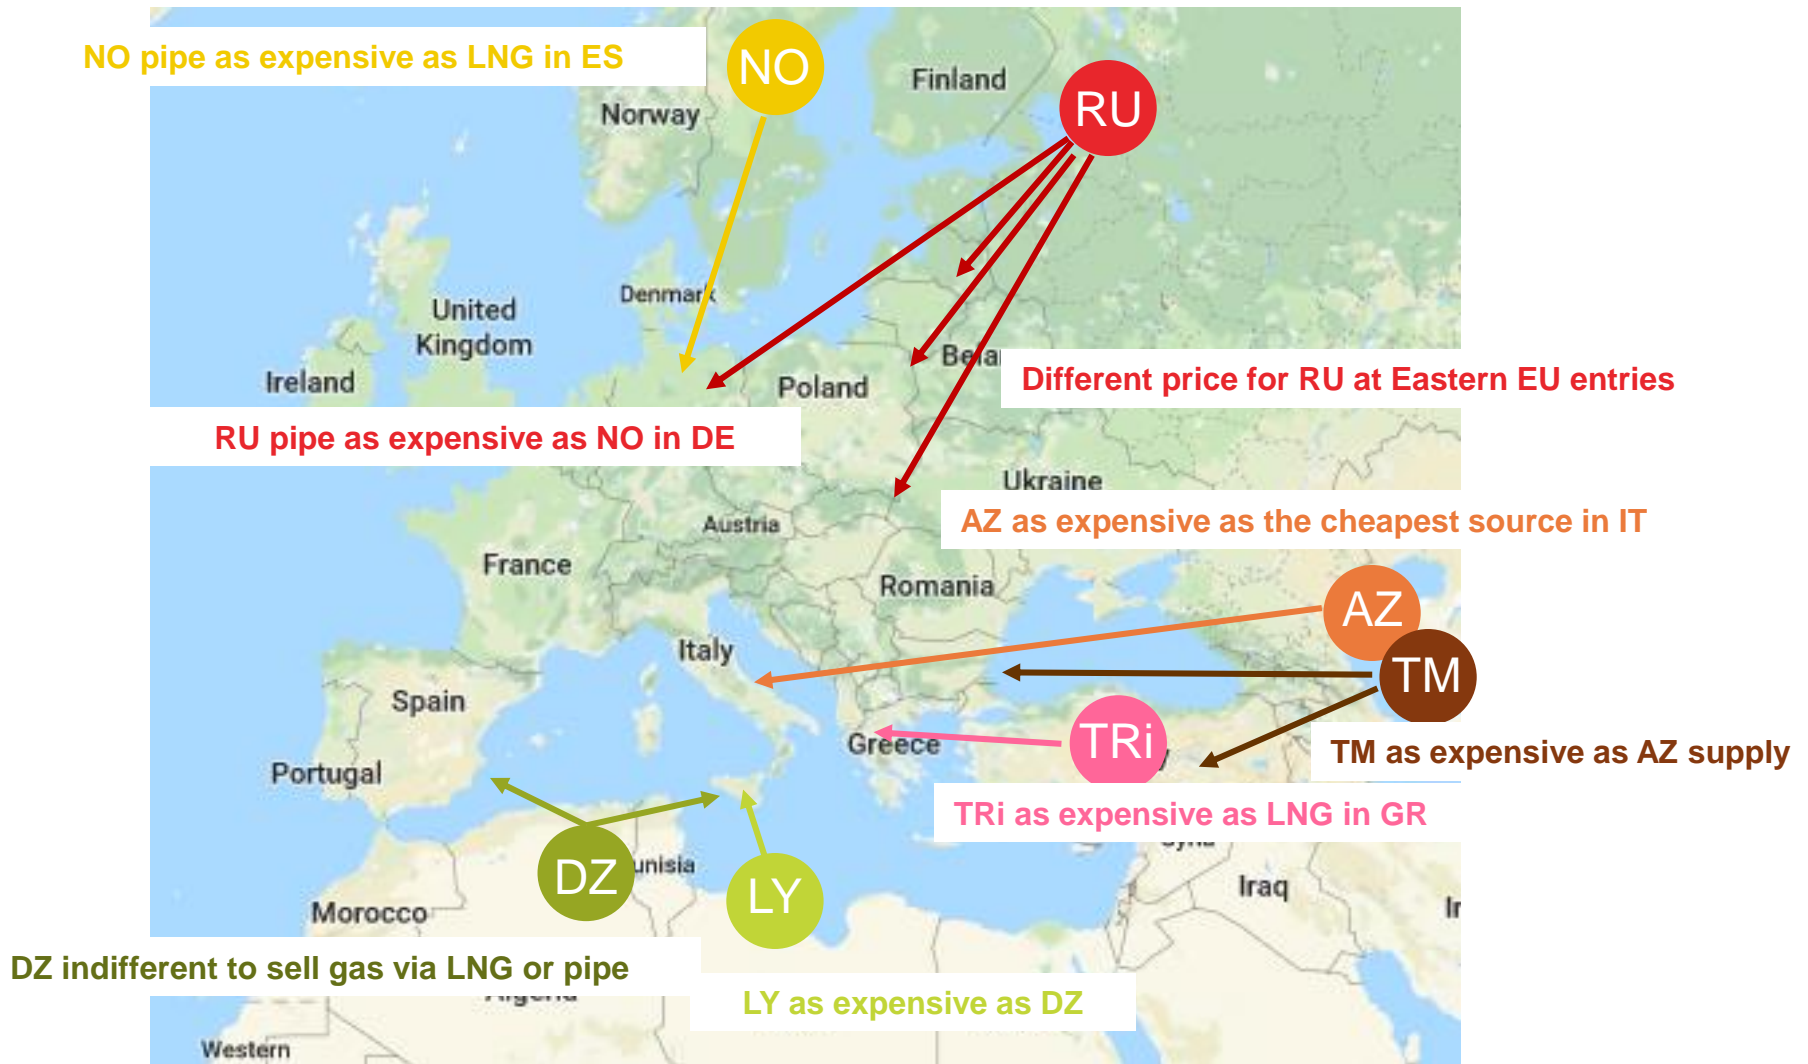 NO pipe as expensive as LNG in ES
NO
Finland
RU
Norway
Denmark
United
Kingdom
Ireland
Poland
Different price for RU at Eastern EU entries
RU pipe as expensive as NO in DE
Ukraine
AZ as expensive as the cheapest source in IT
Austria
France
Romania
AZ
Italy
TM
Spain
TRi
Greece
TM as expensive as AZ supply
Portugal
TRi as expensive as LNG in GR
DZ
LY
Iraq
Morocco
DZ indifferent to sell gas via LNG or pipe
LY as expensive as DZ
Western